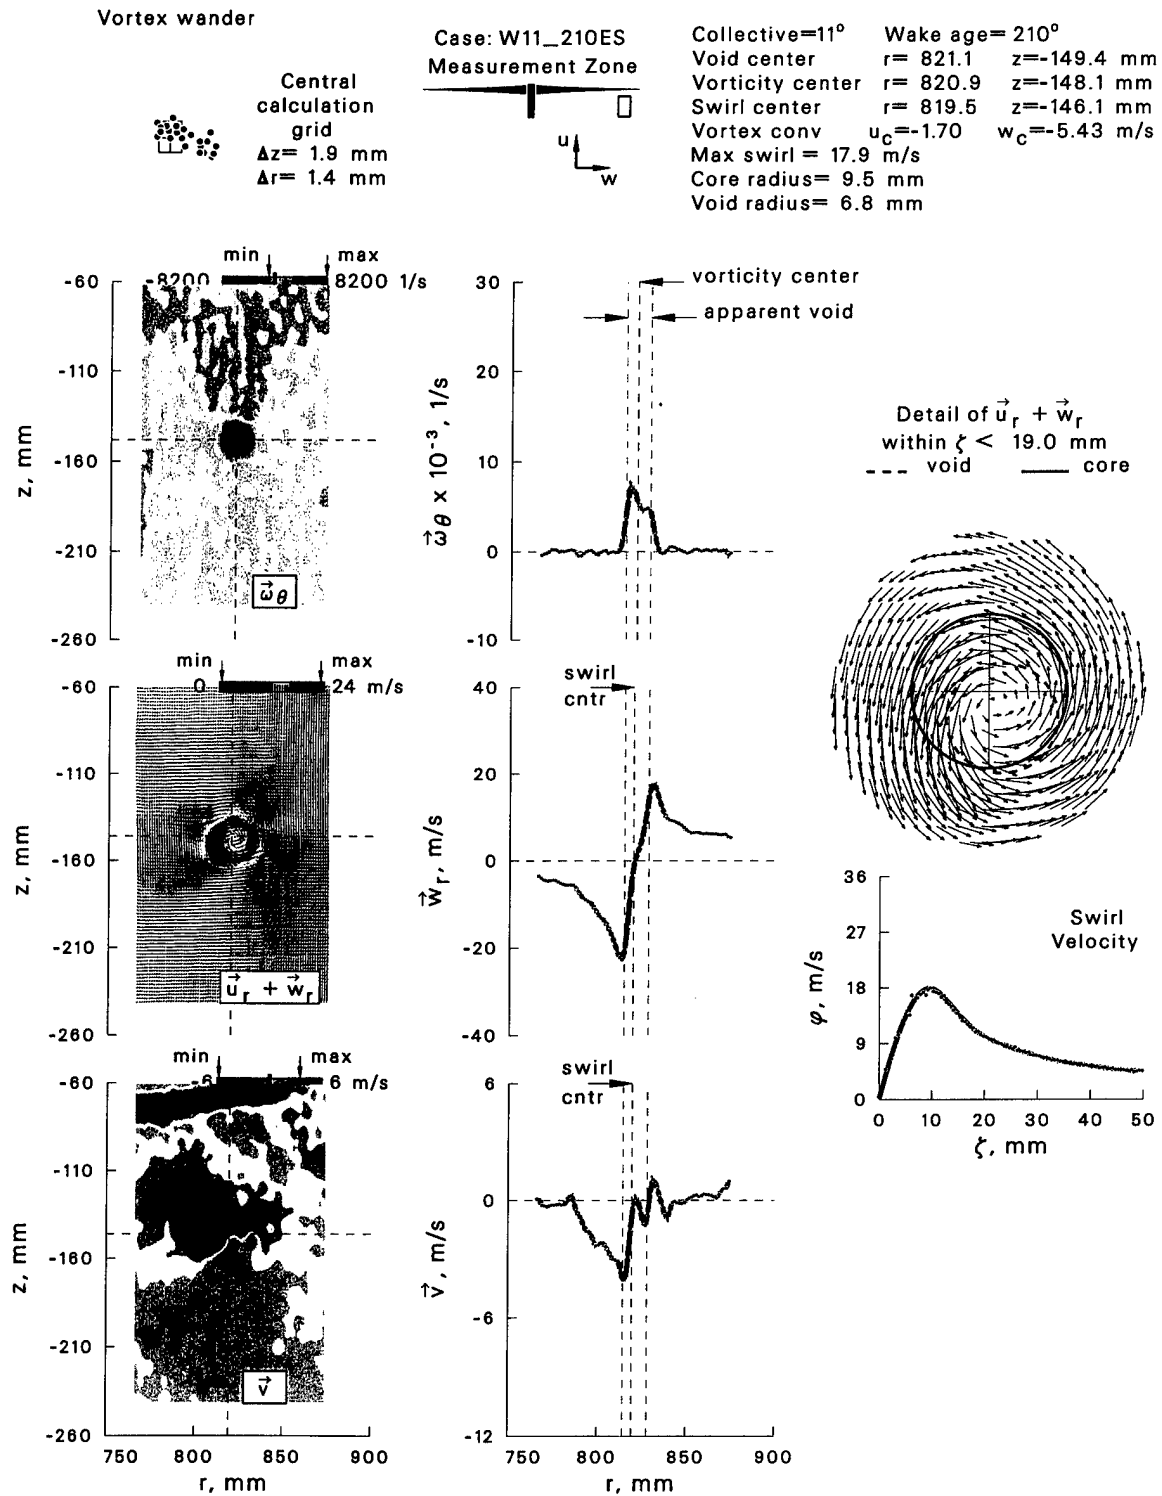 Vortex wander
Central
calculation
grid
Δz= 1.9 mm
Δr= 1.4 mm
Case: W11_210ES
Measurement Zone
u
w
Collective=11° Wake age= 210°
Void center r= 821.1 z=-149.4 mm
Vorticity center r= 820.9 z=-148.1 mm
Swirl center r= 819.5 z=-146.1 mm
Vortex conv u_c=-1.70 w_c=-5.43 m/s
Max swirl = 17.9 m/s
Core radius= 9.5 mm
Void radius= 6.8 mm
min max
-8200 8200 1/s
-60
-110
-160
-210
-260
z, mm
ω⃗θ
30
20
10
0
-10
ω⃗θ x 10⁻³, 1/s
vorticity center
apparent void
Detail of u⃗r + w⃗r
within ζ < 19.0 mm
void core
min max
0 24 m/s
-60
-110
-160
-210
-260
z, mm
u⃗r + w⃗r
swirl
cntr
40
20
0
-20
-40
w⃗r, m/s
36
27
18
9
0
φ, m/s
Swirl
Velocity
0 10 20 30 40 50
ζ, mm
min max
-6 6 m/s
-60
-110
-160
-210
-260
z, mm
v⃗
750 800 850 900
r, mm
swirl
cntr
6
0
-6
-12
v⃗, m/s
750 800 850 900
r, mm